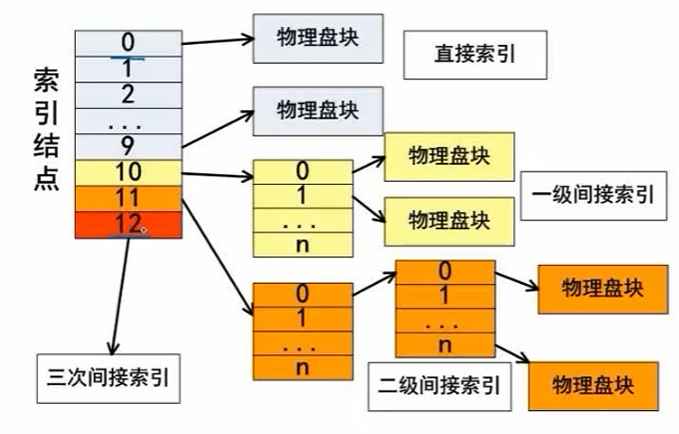 索引结点
0
1
2
...
9
10
11
12
物理盘块
物理盘块
直接索引
0
1
...
n
物理盘块
物理盘块
一级间接索引
0
1
...
n
0
1
...
n
物理盘块
物理盘块
二级间接索引
三次间接索引